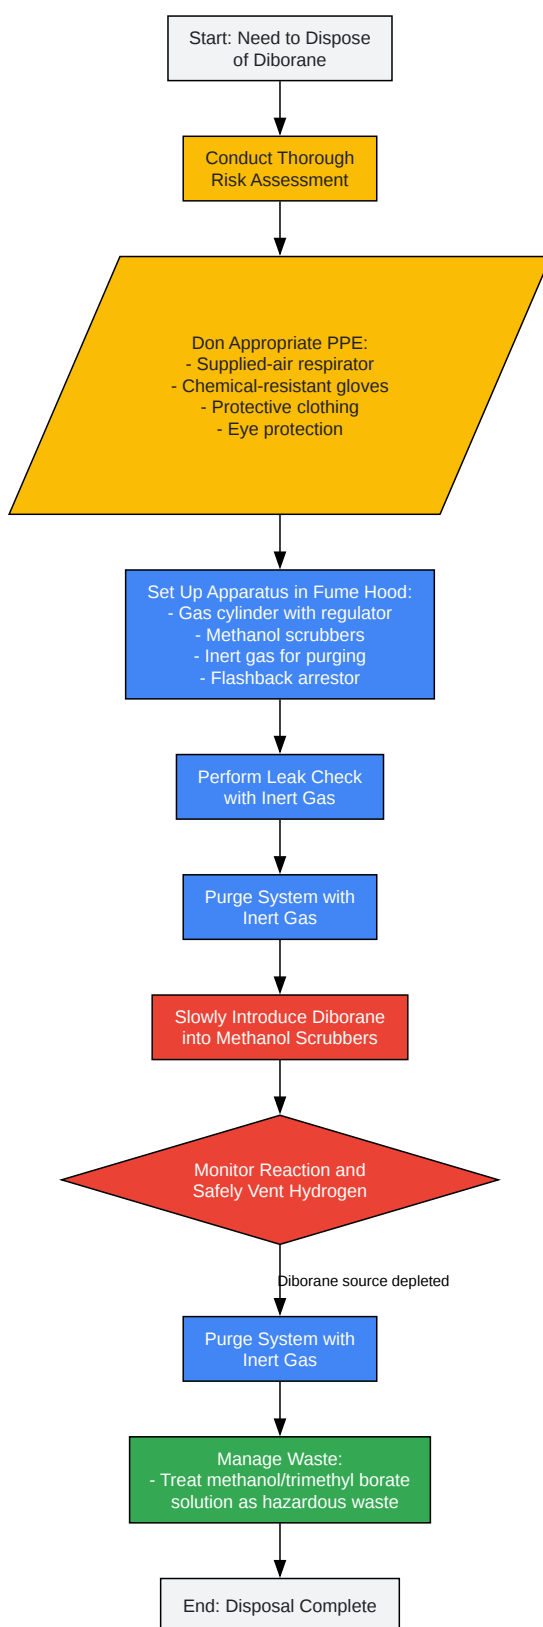 Start: Need to Dispose
of Diborane
Conduct Thorough
Risk Assessment
Don Appropriate PPE:
- Supplied-air respirator
- Chemical-resistant gloves
- Protective clothing
- Eye protection
Set Up Apparatus in Fume Hood:
- Gas cylinder with regulator
- Methanol scrubbers
- Inert gas for purging
- Flashback arrestor
Perform Leak Check
with Inert Gas
Purge System with
Inert Gas
Slowly Introduce Diborane
into Methanol Scrubbers
Monitor Reaction and
Safely Vent Hydrogen
Diborane source depleted
Purge System with
Inert Gas
Manage Waste:
- Treat methanol/trimethyl borate
solution as hazardous waste
End: Disposal Complete